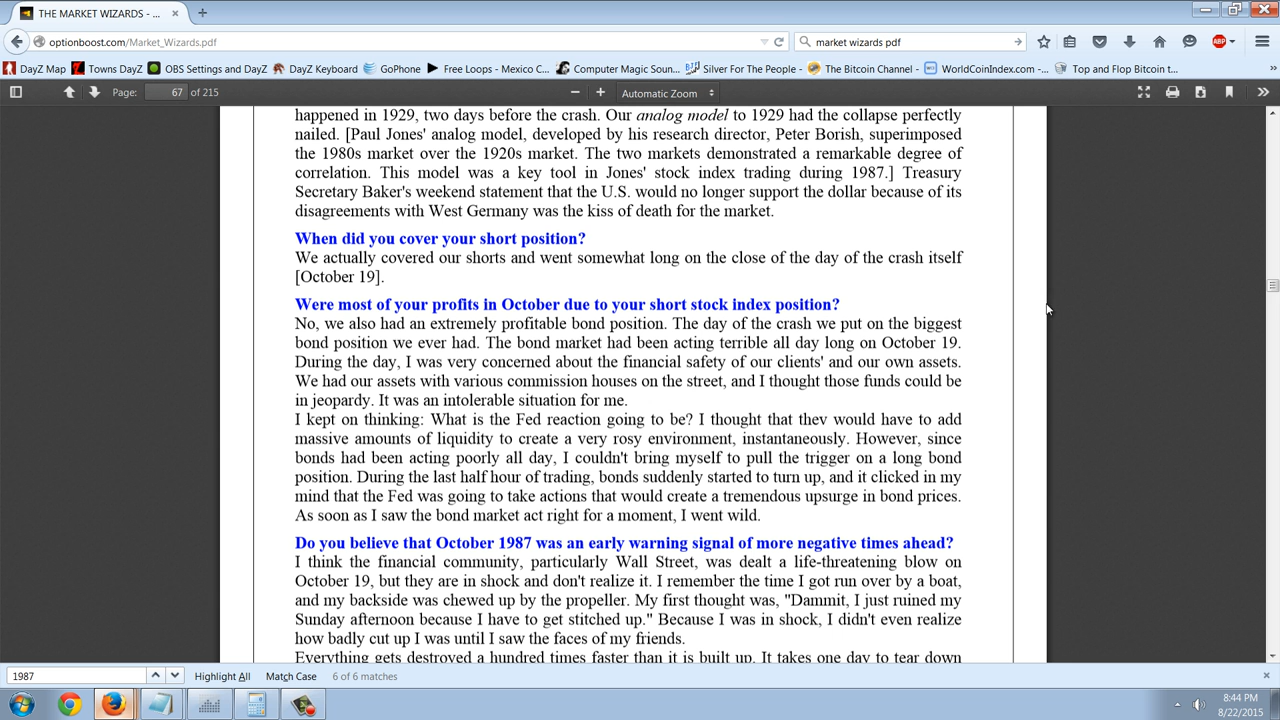 THE MARKET WIZARDS - ...
optionboost.com/Market_Wizards.pdf
market wizards pdf
ABP
DayZ Map
Towns DayZ
OBS Settings and DayZ
DayZ Keyboard
GoPhone
Free Loops - Mexico C...
Computer Magic Soun...
Silver For The People -
The Bitcoin Channel -
WorldCoinIndex.com -...
Top and Flop Bitcoin t...
Page: 67 of 215
Automatic Zoom
happened in 1929, two days before the crash. Our analog model to 1929 had the collapse perfectly
nailed. [Paul Jones' analog model, developed by his research director, Peter Borish, superimposed
the 1980s market over the 1920s market. The two markets demonstrated a remarkable degree of
correlation. This model was a key tool in Jones' stock index trading during 1987.] Treasury
Secretary Baker's weekend statement that the U.S. would no longer support the dollar because of its
disagreements with West Germany was the kiss of death for the market.
When did you cover your short position?
We actually covered our shorts and went somewhat long on the close of the day of the crash itself
[October 19].
Were most of your profits in October due to your short stock index position?
No, we also had an extremely profitable bond position. The day of the crash we put on the biggest
bond position we ever had. The bond market had been acting terrible all day long on October 19.
During the day, I was very concerned about the financial safety of our clients' and our own assets.
We had our assets with various commission houses on the street, and I thought those funds could be
in jeopardy. It was an intolerable situation for me.
I kept on thinking: What is the Fed reaction going to be? I thought that thev would have to add
massive amounts of liquidity to create a very rosy environment, instantaneously. However, since
bonds had been acting poorly all day, I couldn't bring myself to pull the trigger on a long bond
position. During the last half hour of trading, bonds suddenly started to turn up, and it clicked in my
mind that the Fed was going to take actions that would create a tremendous upsurge in bond prices.
As soon as I saw the bond market act right for a moment, I went wild.
Do you believe that October 1987 was an early warning signal of more negative times ahead?
I think the financial community, particularly Wall Street, was dealt a life-threatening blow on
October 19, but they are in shock and don't realize it. I remember the time I got run over by a boat,
and my backside was chewed up by the propeller. My first thought was, "Dammit, I just ruined my
Sunday afternoon because I have to get stitched up." Because I was in shock, I didn't even realize
how badly cut up I was until I saw the faces of my friends.
Everything gets destroyed a hundred times faster than it is built up. It takes one day to tear down
1987
Highlight All
Match Case
6 of 6 matches
8:44 PM
8/22/2015